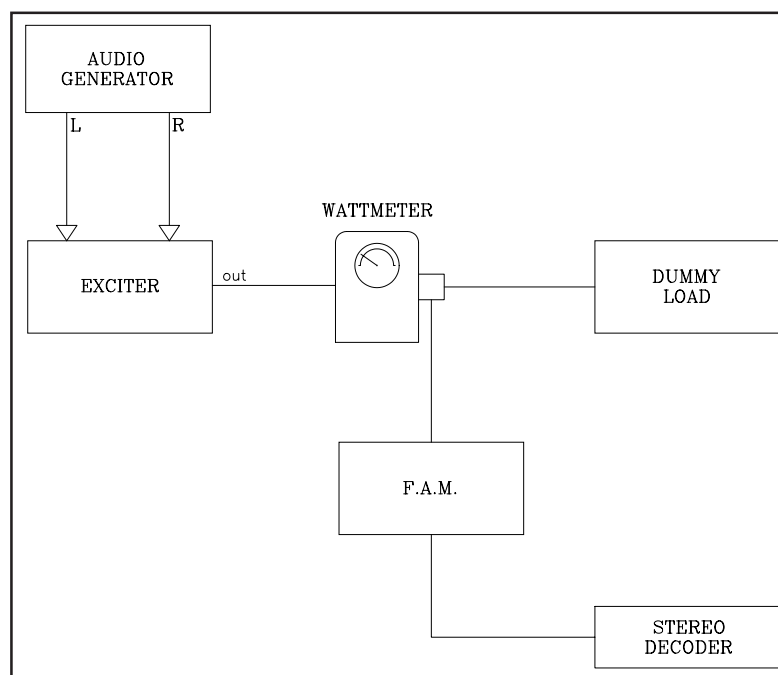 AUDIO
GENERATOR
L
R
WATTMETER
EXCITER
out
DUMMY
LOAD
F.A.M.
STEREO
DECODER